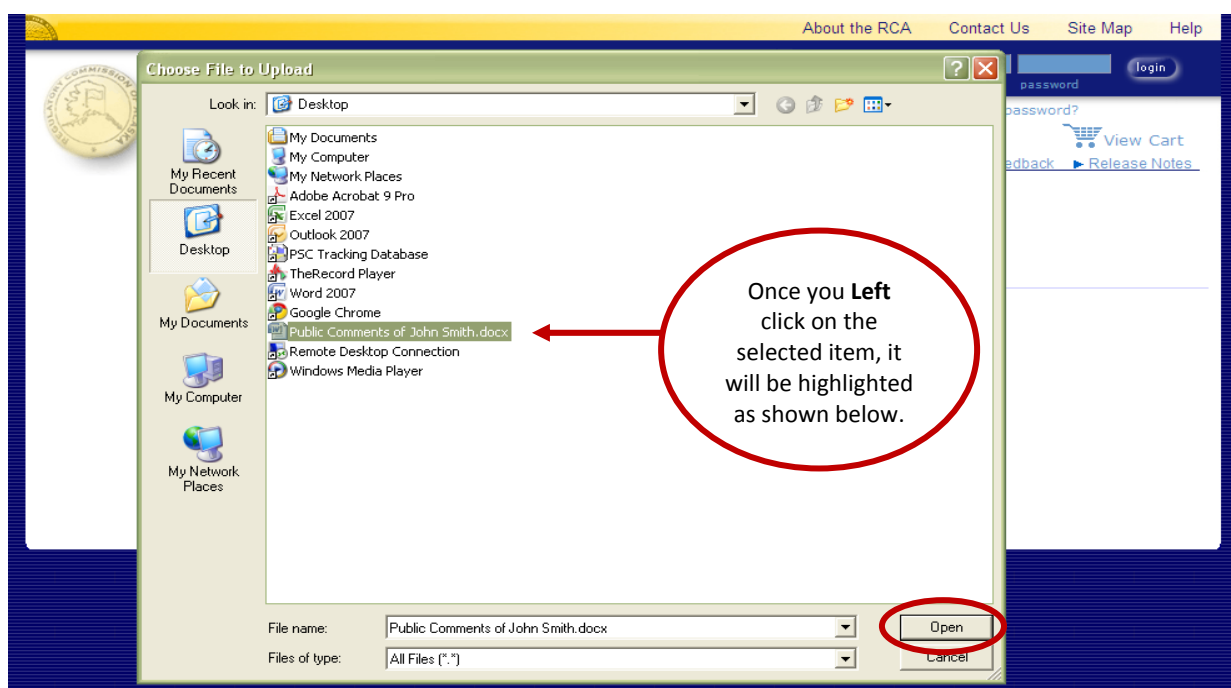 About the RCA Contact Us Site Map Help
Choose File to Upload
login
password
password?
View Cart
edback Release Notes
Look in: Desktop
My Recent
Documents
Desktop
My Documents
My Computer
My Network
Places
My Documents
My Computer
My Network Places
Adobe Acrobat 9 Pro
Excel 2007
Outlook 2007
PSC Tracking Database
TheRecord Player
Word 2007
Google Chrome
Public Comments of John Smith.docx
Remote Desktop Connection
Windows Media Player
Once you Left
click on the
selected item, it
will be highlighted
as shown below.
File name: Public Comments of John Smith.docx Open
Files of type: All Files (*.*) Cancel